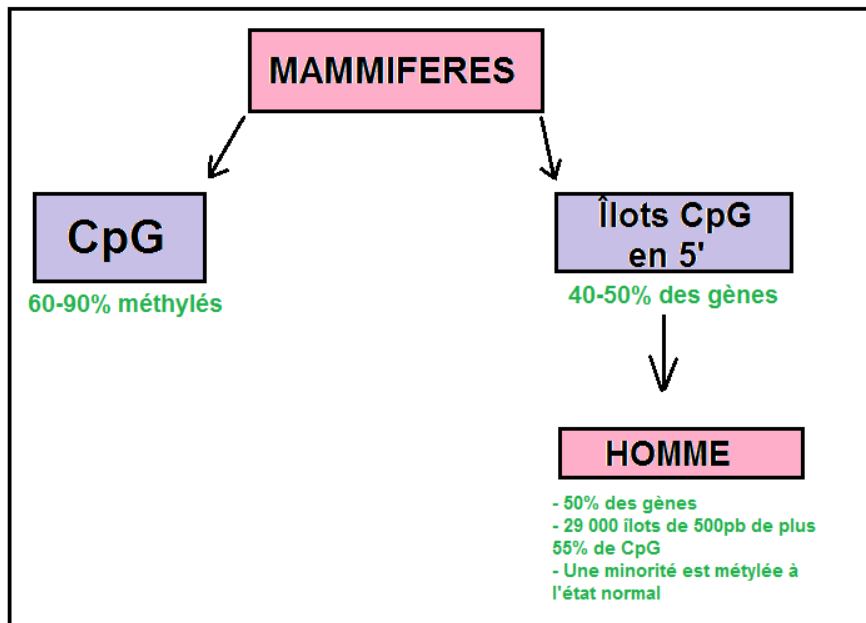 MAMMIFERES
CpG
60-90% méthylés
Îlots CpG
en 5'
40-50% des gènes
HOMME
- 50% des gènes
- 29 000 îlots de 500pb de plus
55% de CpG
- Une minorité est métylée à
l'état normal